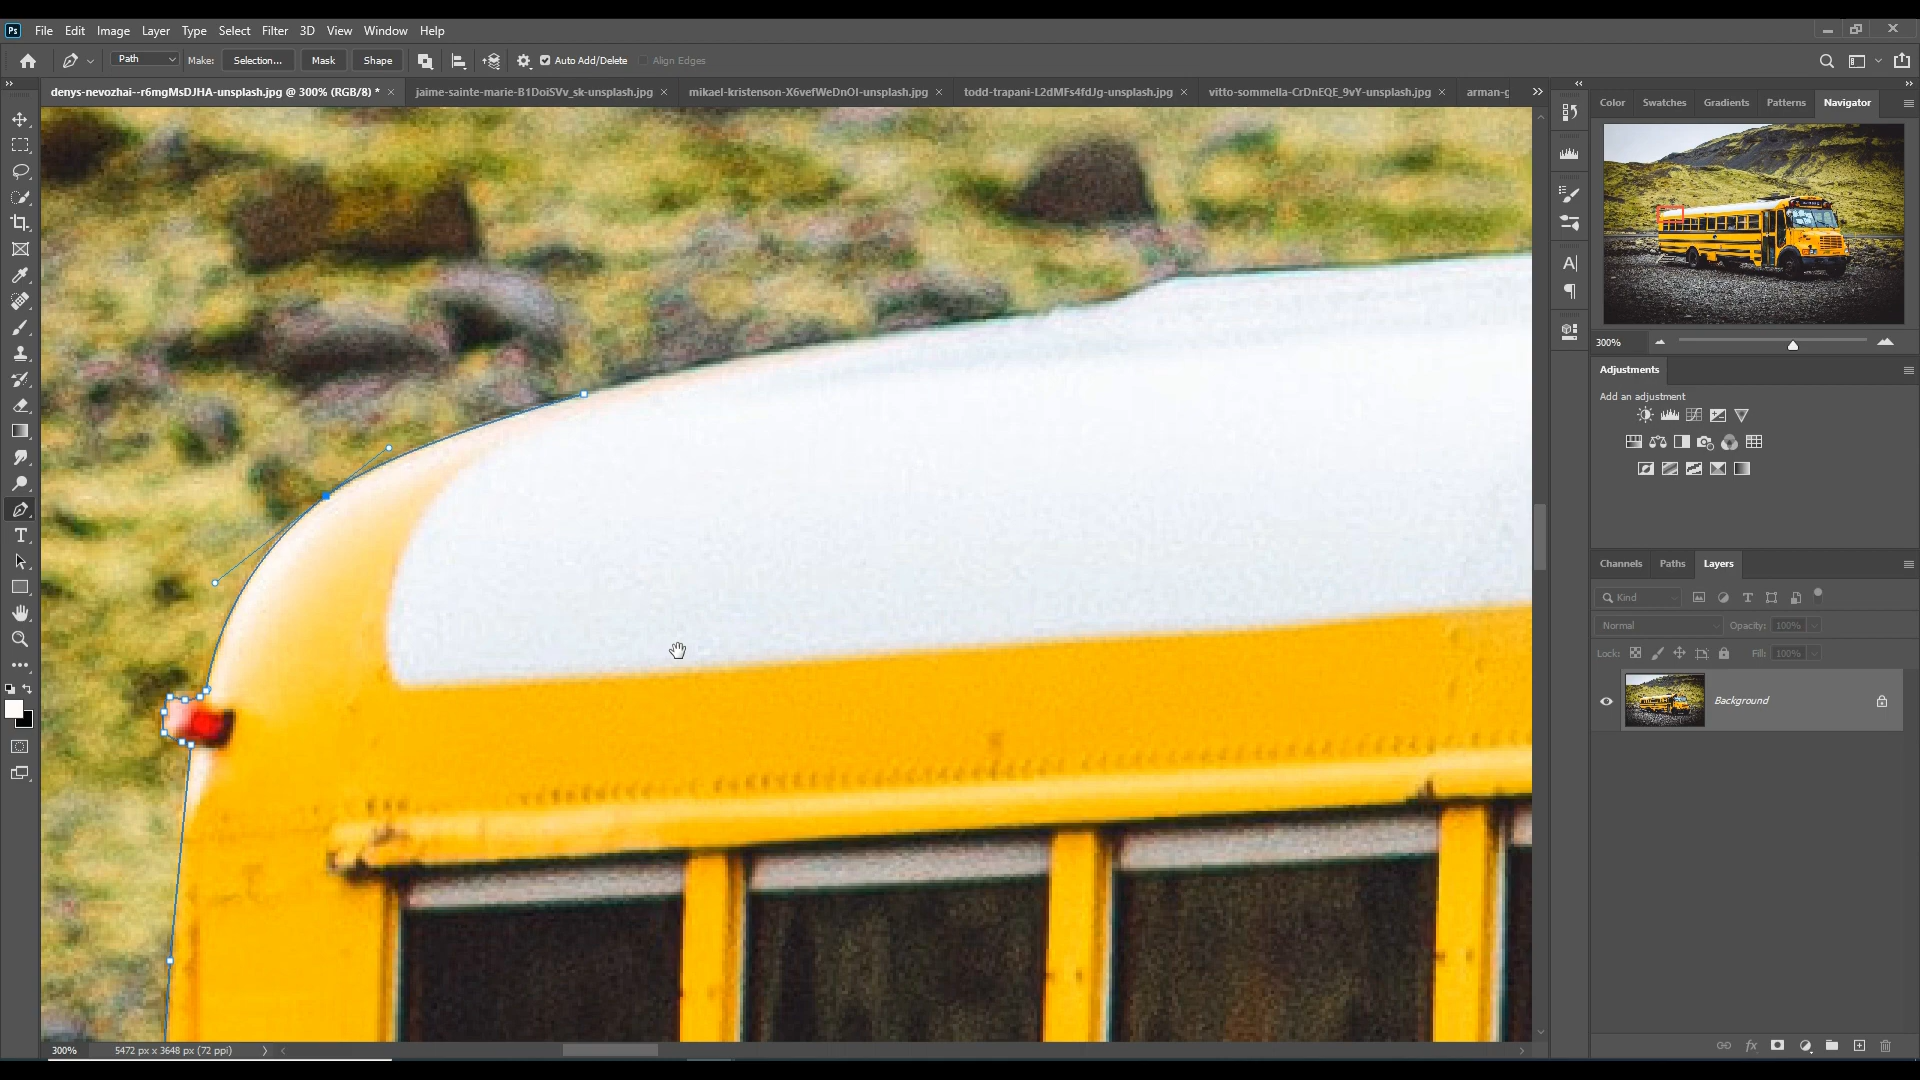 Ps File Edit Image Layer Type Select Filter 3D View Window Help
Path Make: Selection... Mask Shape Auto Add/Delete Align Edges
denys-nevozhai--r6mgMsDJHA-unsplash.jpg @ 300% (RGB/8) * × jaime-sainte-marie-B1DoiSVv_sk-unsplash.jpg × mikael-kristenson-X6vefWeDnOI-unsplash.jpg × todd-trapani-L2dMFs4fdJg-unsplash.jpg × vitto-sommella-CrDnEQE_9vY-unsplash.jpg × arman-g
Color Swatches Gradients Patterns Navigator
300%
Adjustments
Add an adjustment
Channels Paths Layers
Kind
Normal Opacity: 100%
Lock: Fill: 100%
Background
300% 5472 px x 3648 px (72 ppi)